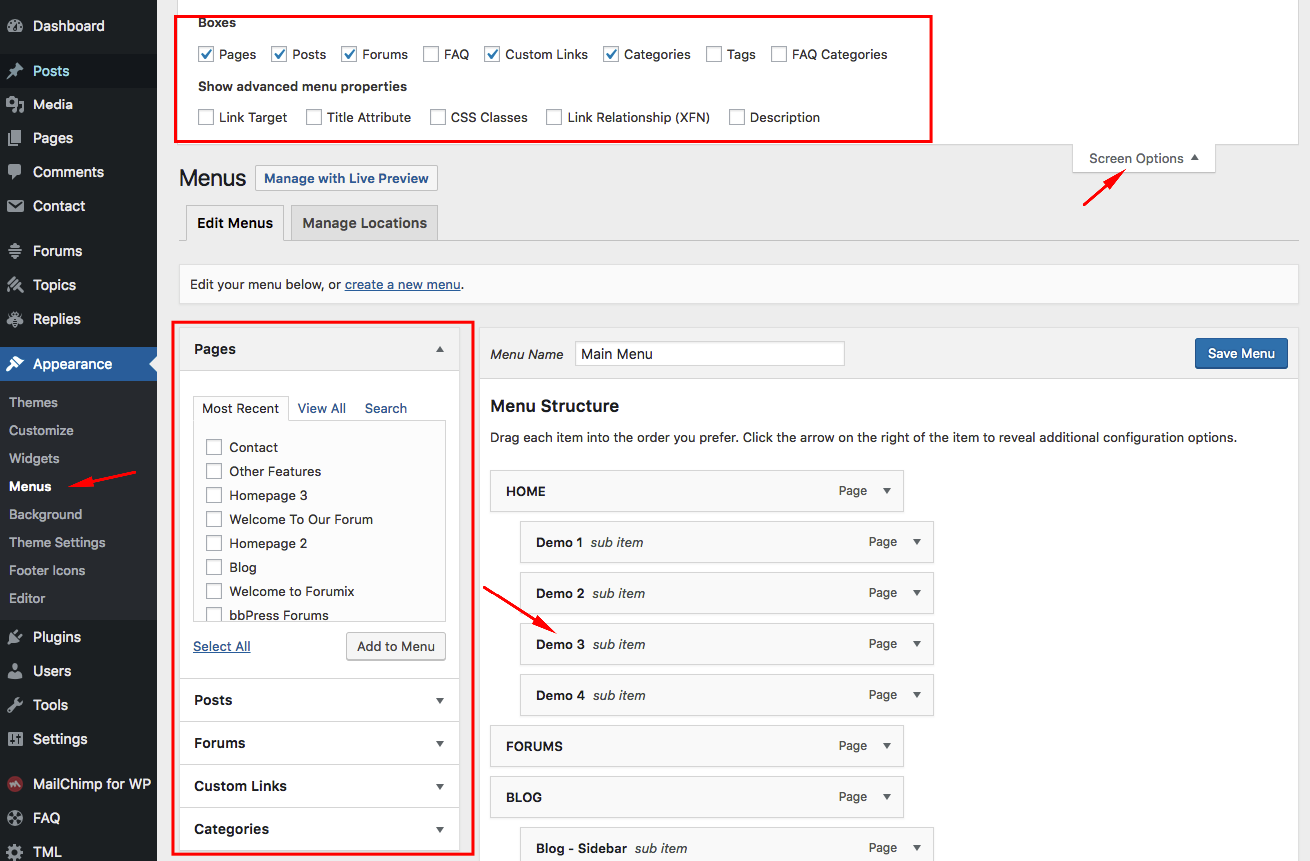 Dashboard
Posts
Media
Pages
Comments
Contact
Forums
Topics
Replies
Appearance
Themes
Customize
Widgets
Menus
Background
Theme Settings
Footer Icons
Editor
Plugins
Users
Tools
Settings
MailChimp for WP
FAQ
TML
Boxes
Pages Posts Forums FAQ Custom Links Categories Tags FAQ Categories
Show advanced menu properties
Link Target Title Attribute CSS Classes Link Relationship (XFN) Description
Screen Options
Menus Manage with Live Preview
Edit Menus Manage Locations
Edit your menu below, or create a new menu.
Pages
Most Recent View All Search
Contact
Other Features
Homepage 3
Welcome To Our Forum
Homepage 2
Blog
Welcome to Forumix
bbPress Forums
Select All Add to Menu
Posts
Forums
Custom Links
Categories
Menu Name Main Menu Save Menu
Menu Structure
Drag each item into the order you prefer. Click the arrow on the right of the item to reveal additional configuration options.
HOME Page
Demo 1 sub item Page
Demo 2 sub item Page
Demo 3 sub item Page
Demo 4 sub item Page
FORUMS Page
BLOG Page
Blog - Sidebar sub item Page